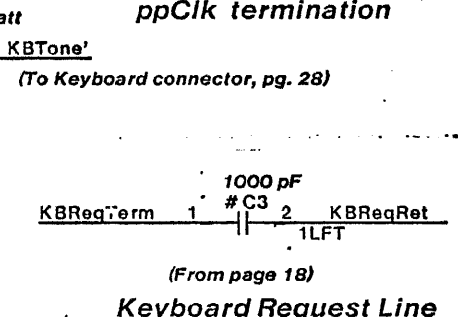 ppClk termination
att
KBTone'
(To Keyboard connector, pg. 28)
1000 pF
#C3
KBReqTerm 1 2 KBReqRet
1LFT
(From page 18)
Keyboard Request Line